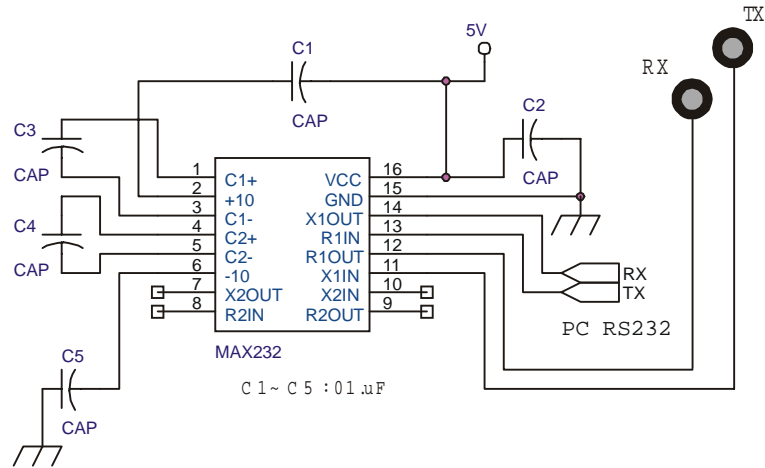 TX
5V
C1
RX
C2
C3
CAP
CAP
CAP
1 C1+ VCC 16
2 +10 GND 15
3 C1- X1OUT 14
4 C2+ R1IN 13
5 C2- R1OUT 12
6 -10 X1IN 11
7 X2OUT X2IN 10
8 R2IN R2OUT 9
C4
CAP
RX
TX
PC RS232
MAX232
C5
CAP
C1~C5:01.uF